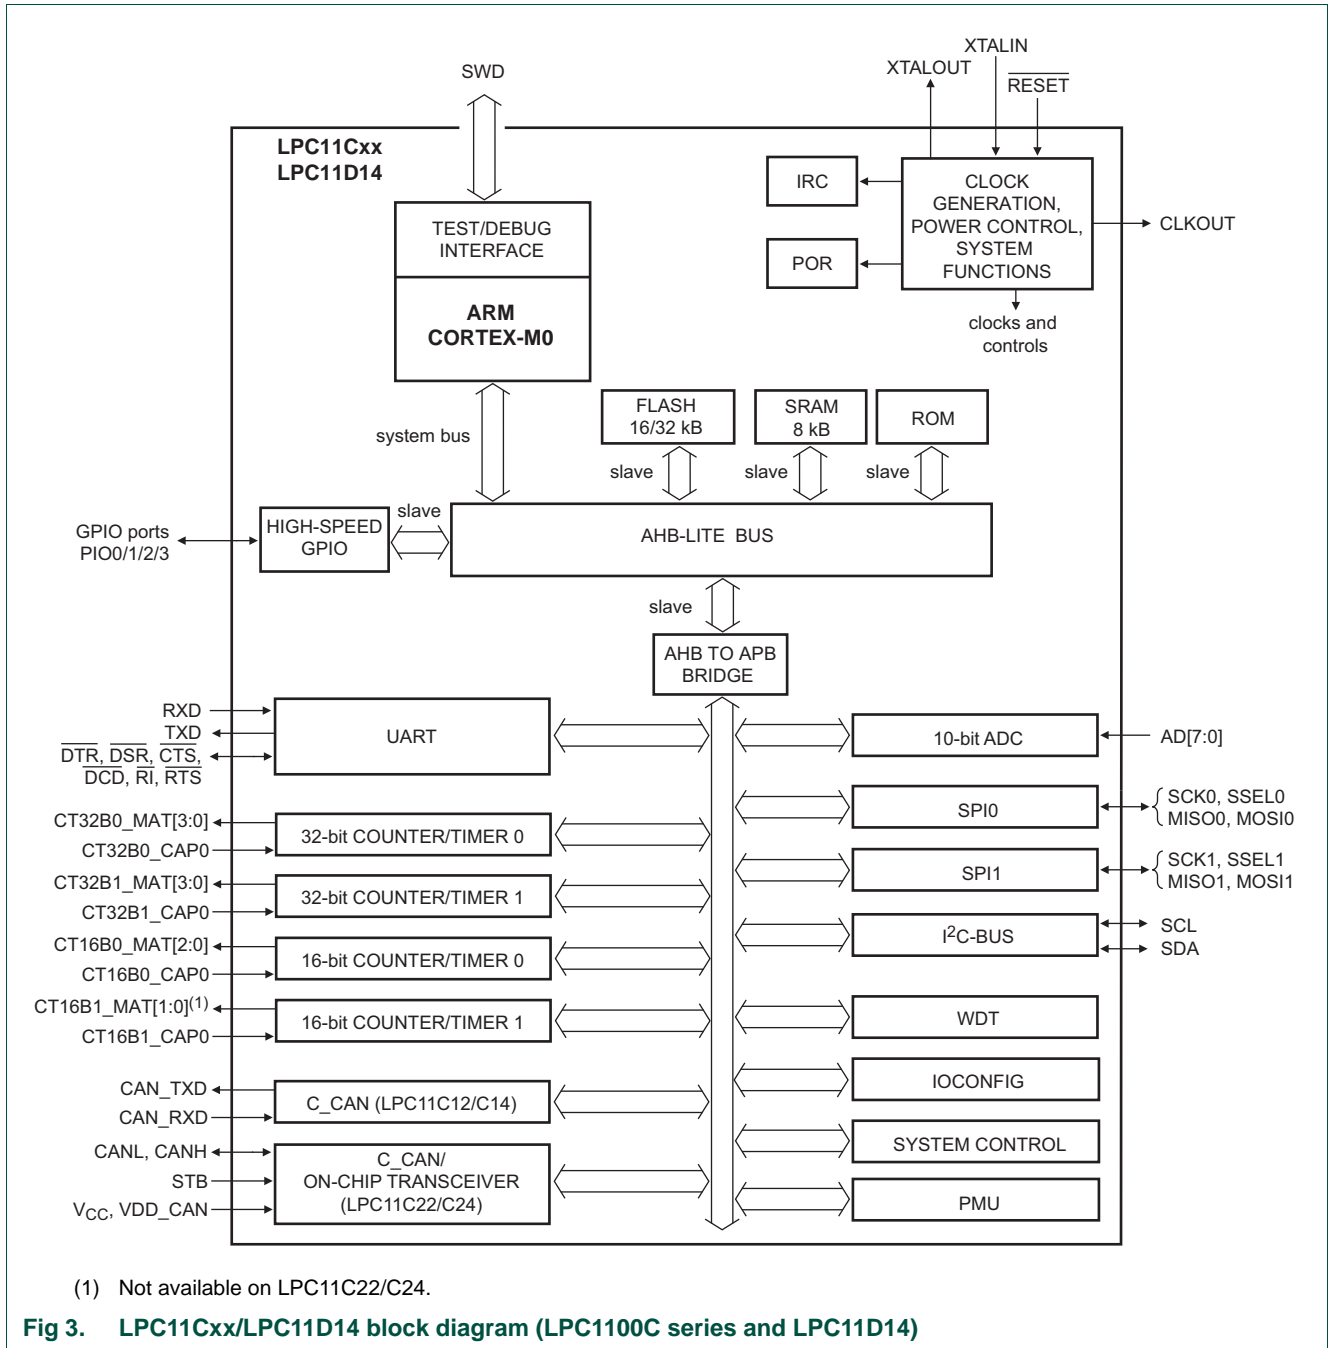 XTALIN
XTALOUT
SWD
RESET
LPC11Cxx
LPC11D14
IRC
CLOCK
GENERATION,
POWER CONTROL,
SYSTEM
FUNCTIONS
CLKOUT
POR
TEST/DEBUG
INTERFACE
ARM
CORTEX-M0
clocks and
controls
FLASH
16/32 kB
SRAM
8 kB
ROM
system bus
slave
slave
slave
slave
GPIO ports
PIO0/1/2/3
HIGH-SPEED
GPIO
AHB-LITE BUS
slave
AHB TO APB
BRIDGE
RXD
TXD
DTR, DSR, CTS,
DCD, RI, RTS
UART
10-bit ADC
AD[7:0]
CT32B0_MAT[3:0]
CT32B0_CAP0
32-bit COUNTER/TIMER 0
SPI0
SCK0, SSEL0
MISO0, MOSI0
CT32B1_MAT[3:0]
CT32B1_CAP0
32-bit COUNTER/TIMER 1
SPI1
SCK1, SSEL1
MISO1, MOSI1
CT16B0_MAT[2:0]
CT16B0_CAP0
16-bit COUNTER/TIMER 0
I²C-BUS
SCL
SDA
CT16B1_MAT[1:0](1)
CT16B1_CAP0
16-bit COUNTER/TIMER 1
WDT
IOCONFIG
CAN_TXD
CAN_RXD
C_CAN (LPC11C12/C14)
SYSTEM CONTROL
CANL, CANH
STB
VCC, VDD_CAN
C_CAN/
ON-CHIP TRANSCEIVER
(LPC11C22/C24)
PMU
(1) Not available on LPC11C22/C24.
Fig 3. LPC11Cxx/LPC11D14 block diagram (LPC1100C series and LPC11D14)